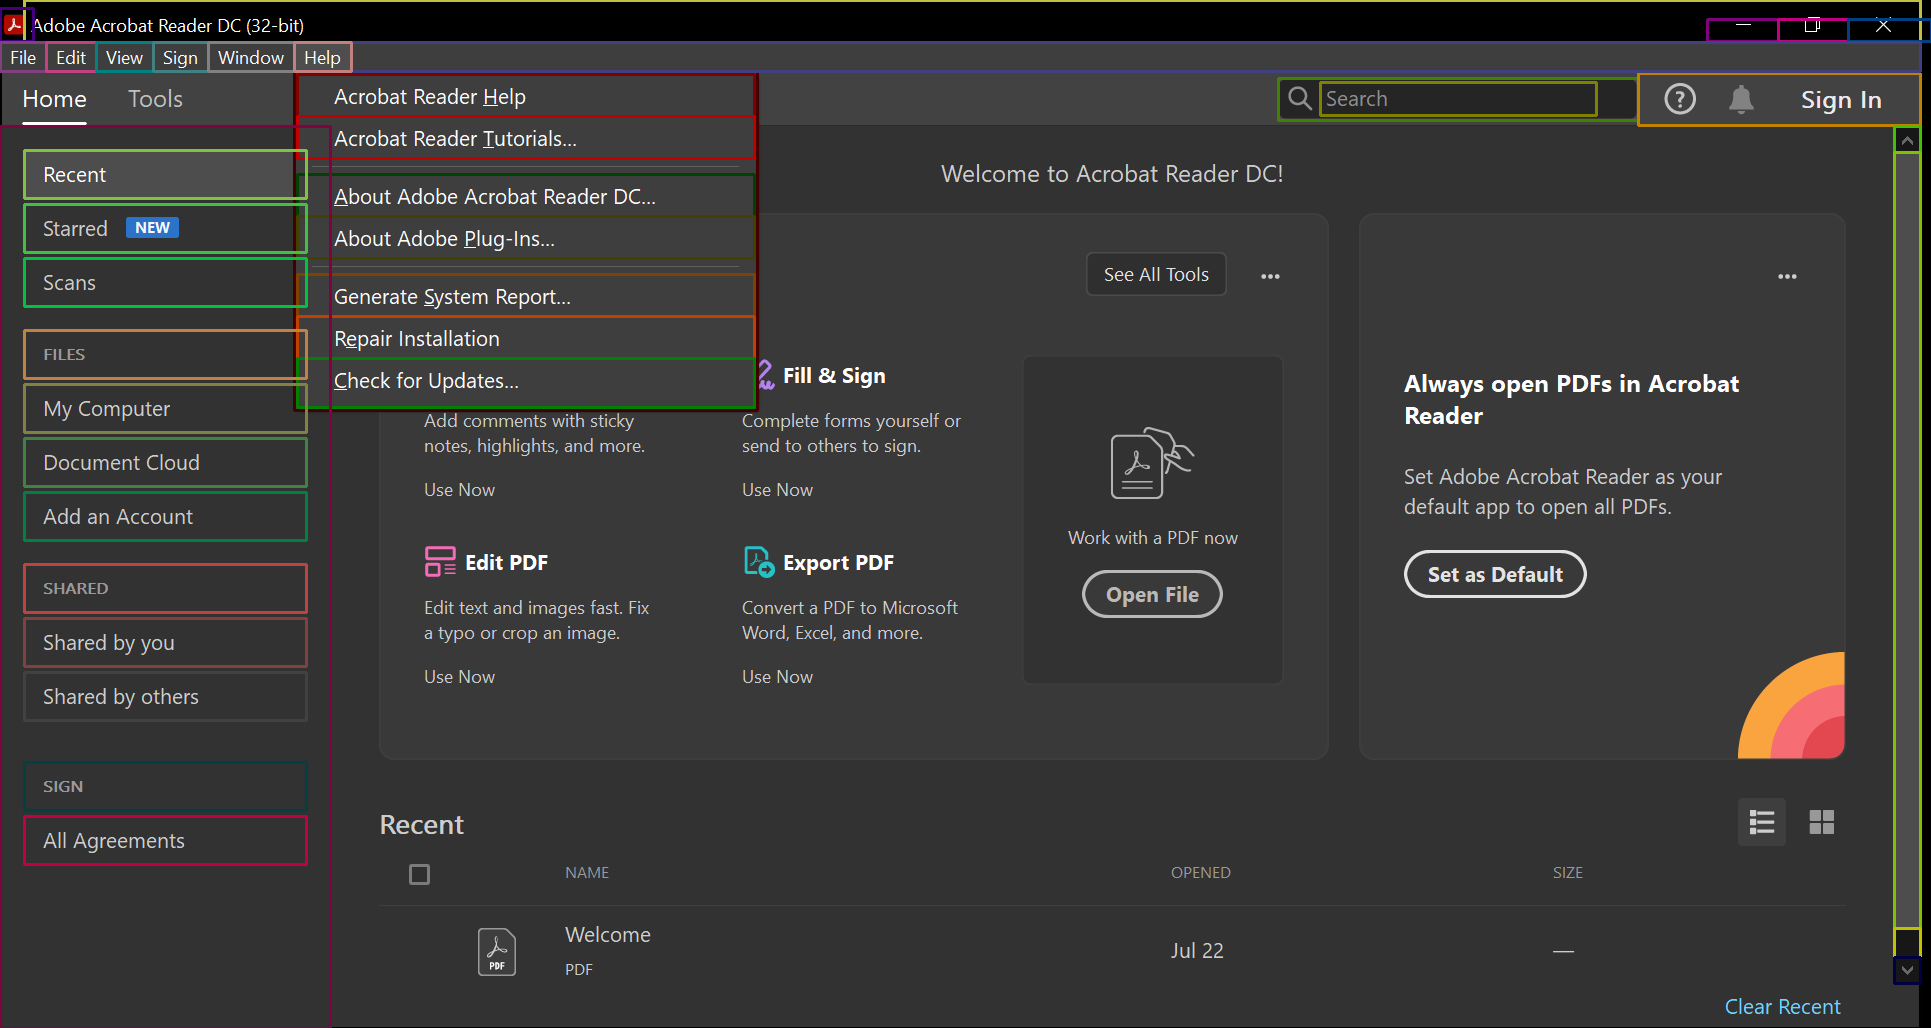 Adobe Acrobat Reader DC (32-bit)
File Edit View Sign Window Help
Home Tools
Search
Sign In
Acrobat Reader Help
Acrobat Reader Tutorials...
About Adobe Acrobat Reader DC...
About Adobe Plug-Ins...
Generate System Report...
Repair Installation
Check for Updates...
Recent
Starred NEW
Scans
FILES
My Computer
Document Cloud
Add an Account
SHARED
Shared by you
Shared by others
SIGN
All Agreements
Welcome to Acrobat Reader DC!
See All Tools
Add comments with sticky
notes, highlights, and more.
Use Now
Fill & Sign
Complete forms yourself or
send to others to sign.
Use Now
Edit PDF
Edit text and images fast. Fix
a typo or crop an image.
Use Now
Export PDF
Convert a PDF to Microsoft
Word, Excel, and more.
Use Now
Work with a PDF now
Open File
Always open PDFs in Acrobat
Reader
Set Adobe Acrobat Reader as your
default app to open all PDFs.
Set as Default
Recent
NAME OPENED SIZE
Welcome
PDF
PDF
Jul 22
—
Clear Recent